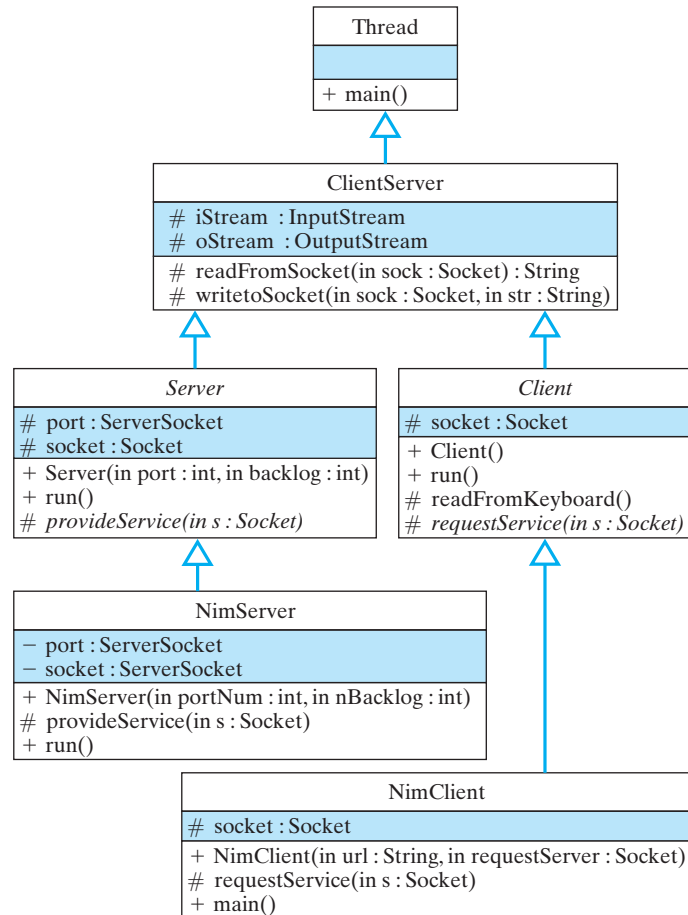 Thread
+ main()
ClientServer
# iStream : InputStream
# oStream : OutputStream
# readFromSocket(in sock : Socket) : String
# writetoSocket(in sock : Socket, in str : String)
Server
# port : ServerSocket
# socket : Socket
+ Server(in port : int, in backlog : int)
+ run()
# provideService(in s : Socket)
Client
# socket : Socket
+ Client()
+ run()
# readFromKeyboard()
# requestService(in s : Socket)
NimServer
− port : ServerSocket
− socket : ServerSocket
+ NimServer(in portNum : int, in nBacklog : int)
# provideService(in s : Socket)
+ run()
NimClient
# socket : Socket
+ NimClient(in url : String, in requestServer : Socket)
# requestService(in s : Socket)
+ main()